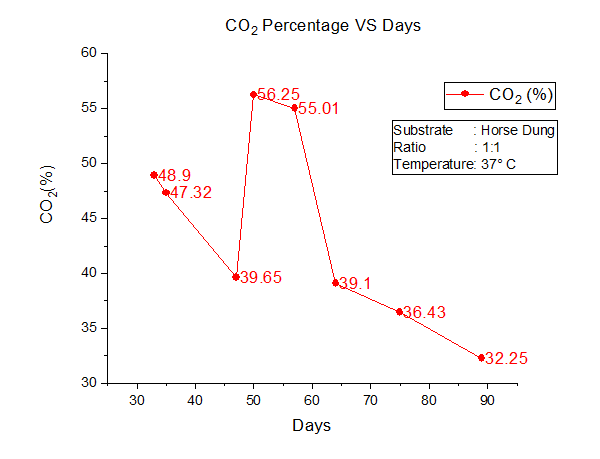 CO2 Percentage VS Days
60
55
50
45
40
35
30
CO2(%)
48.9
47.32
39.65
56.25
55.01
39.1
36.43
32.25
CO2 (%)
Substrate : Horse Dung
Ratio : 1:1
Temperature: 37° C
30 40 50 60 70 80 90
Days